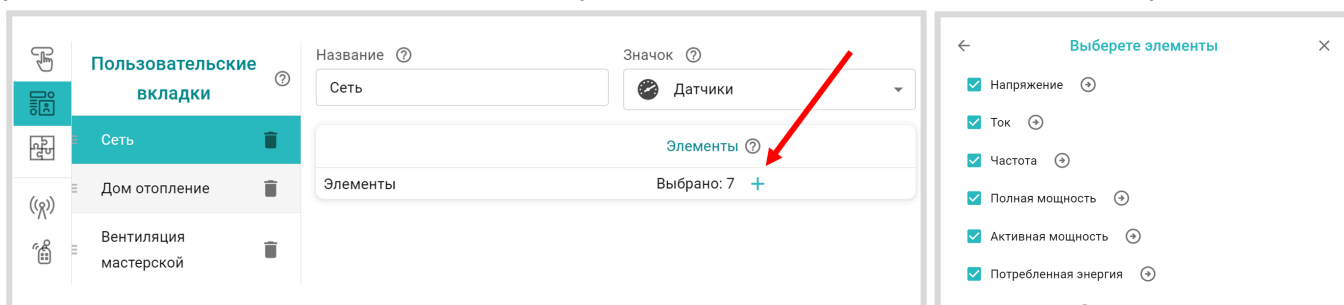 Пользовательские
вкладки
Сеть
Дом отопление
Вентиляция
мастерской
Название
Сеть
Значок
Датчики
Элементы
Элементы
Выбрано: 7 +
Выберете элементы
Напряжение
Ток
Частота
Полная мощность
Активная мощность
Потребленная энергия